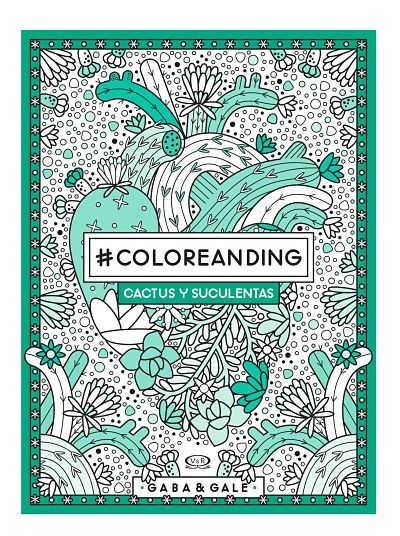 #COLOREANDING
CACTUS Y SUCULENTAS
V&R
GABA & GALE